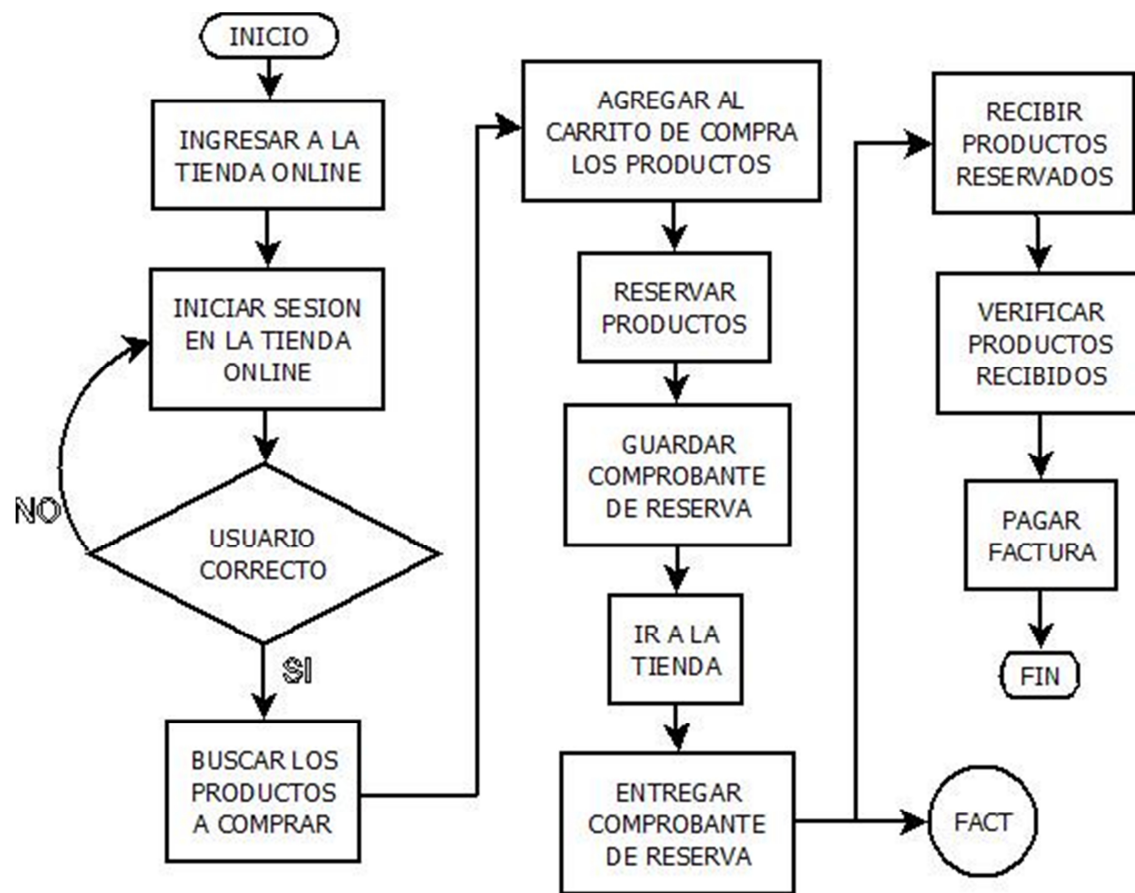 INICIO
INGRESAR A LA
TIENDA ONLINE
INICIAR SESION
EN LA TIENDA
ONLINE
NO
USUARIO
CORRECTO
SI
BUSCAR LOS
PRODUCTOS
A COMPRAR
AGREGAR AL
CARRITO DE COMPRA
LOS PRODUCTOS
RESERVAR
PRODUCTOS
GUARDAR
COMPROBANTE
DE RESERVA
IR A LA
TIENDA
ENTREGAR
COMPROBANTE
DE RESERVA
RECIBIR
PRODUCTOS
RESERVADOS
VERIFICAR
PRODUCTOS
RECIBIDOS
PAGAR
FACTURA
FIN
FACT